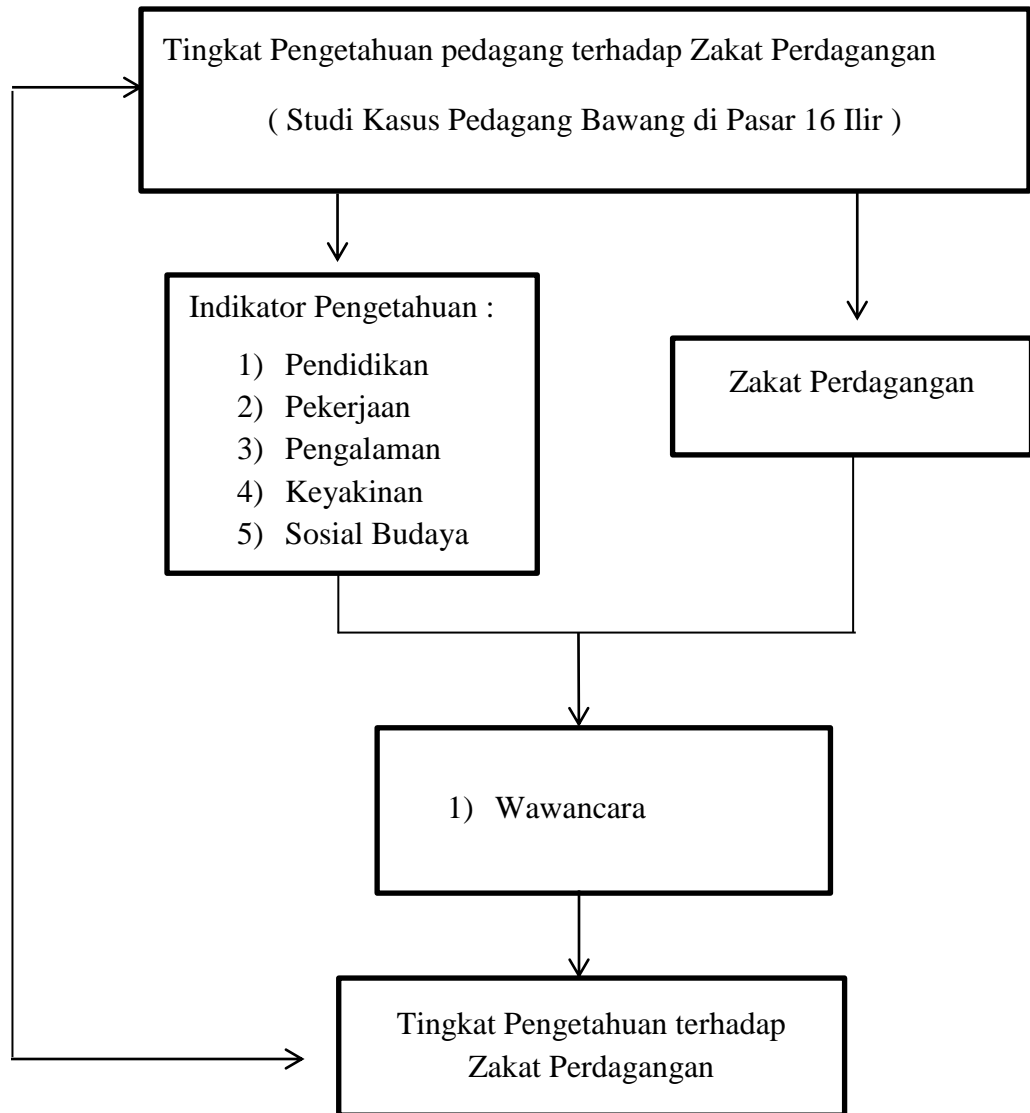 Tingkat Pengetahuan pedagang terhadap Zakat Perdagangan
( Studi Kasus Pedagang Bawang di Pasar 16 Ilir )
Indikator Pengetahuan :
1) Pendidikan
2) Pekerjaan
3) Pengalaman
4) Keyakinan
5) Sosial Budaya
Zakat Perdagangan
1) Wawancara
Tingkat Pengetahuan terhadap
Zakat Perdagangan